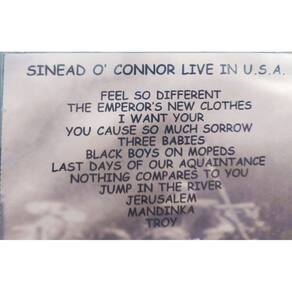 SINEAD O' CONNOR LIVE IN U.S.A.
FEEL SO DIFFERENT
THE EMPEROR'S NEW CLOTHES
I WANT YOUR
YOU CAUSE SO MUCH SORROW
THREE BABIES
BLACK BOYS ON MOPEDS
LAST DAYS OF OUR AQUAINTANCE
NOTHING COMPARES TO YOU
JUMP IN THE RIVER
JERUSALEM
MANDINKA
TROY